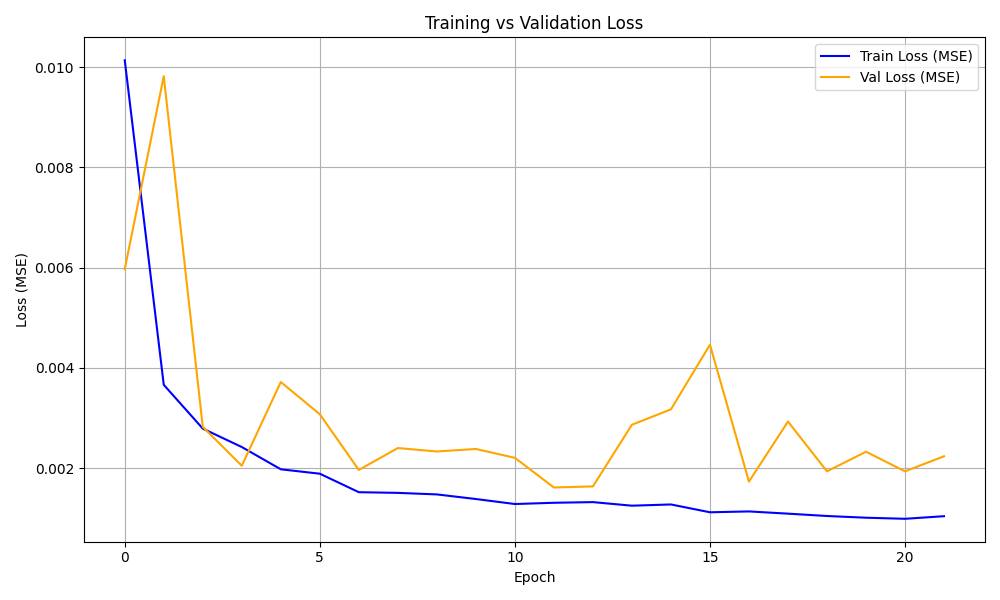 Training vs Validation Loss
Train Loss (MSE)
Val Loss (MSE)
0.010
0.008
0.006
0.004
0.002
Loss (MSE)
0
5
10
15
20
Epoch